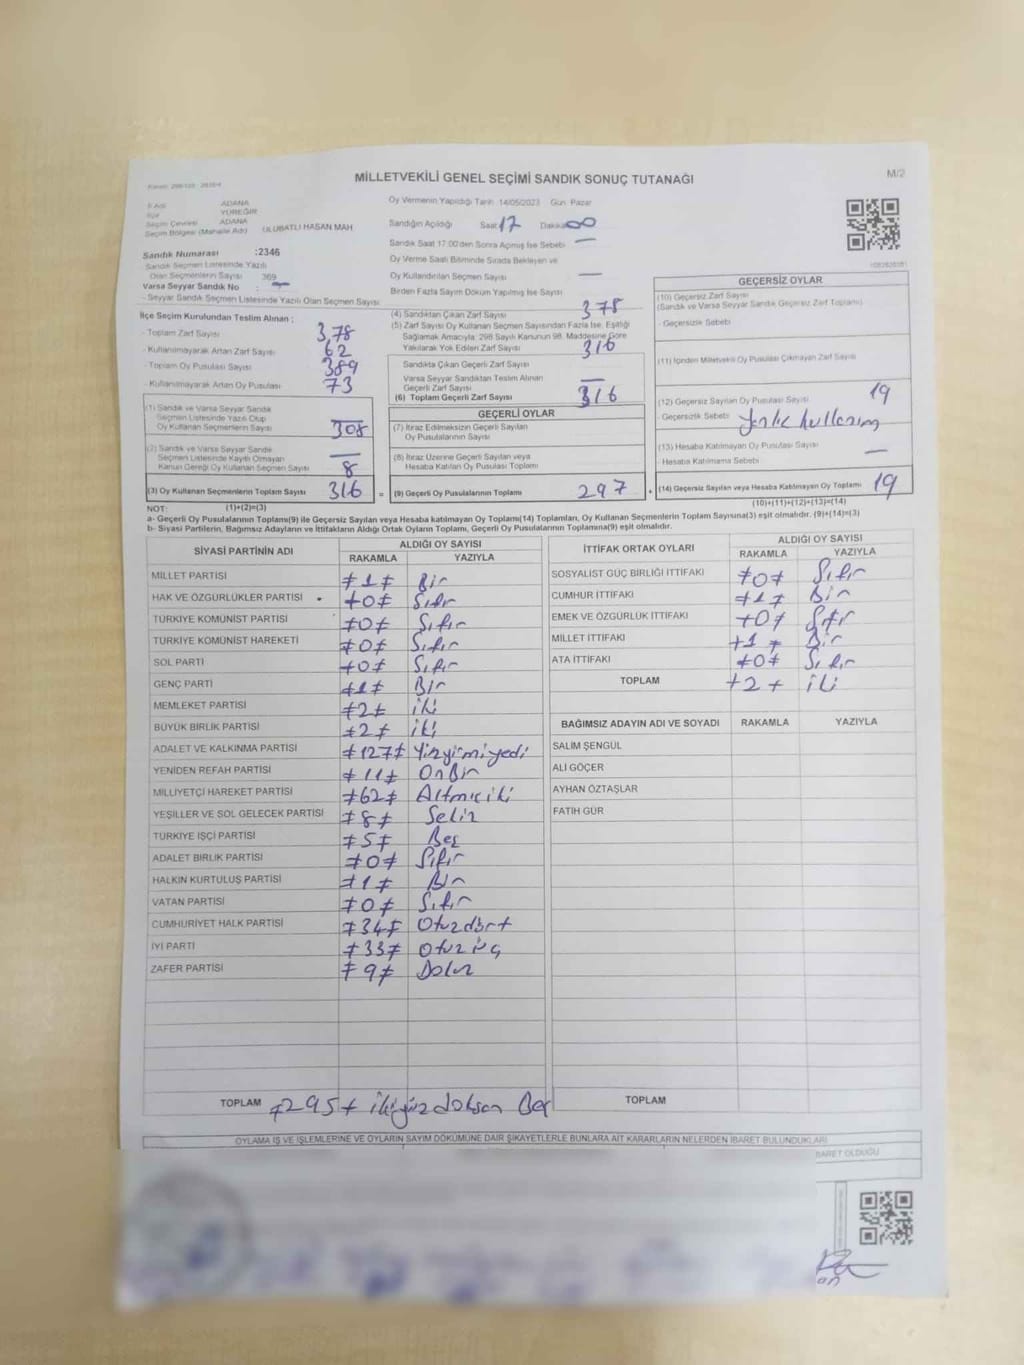 MİLLETVEKİLİ GENEL SEÇİMİ SANDIK SONUÇ TUTANAĞI
M/2
İl Adı ADANA
İlçe YÜREĞİR
Seçim Çevresi ADANA
Seçim Bölgesi (Mahalle Adı) ULUBATLI HASAN MAH
Sandık Numarası :2346
Sandık Seçmen Listesinde Yazılı
Olan Seçmenlerin Sayısı 369
Varsa Seyyar Sandık No : —
- Seyyar Sandık Seçmen Listesinde Yazılı Olan Seçmen Sayısı
Oy Vermenin Yapıldığı Tarih 14/05/2023 Gün Pazar
Sandığın Açıldığı Saat 17 Dakika 00
Sandık Saat 17:00'den Sonra Açılmış İse Sebebi —
Oy Verme Saati Bitiminde Sırada Bekleyen ve
Oy Kullandırılan Seçmen Sayısı —
Birden Fazla Sayım Döküm Yapılmış İse Sayısı
İlçe Seçim Kurulundan Teslim Alınan ;
- Toplam Zarf Sayısı 378
- Kullanılmayarak Artan Zarf Sayısı 62
- Toplam Oy Pusulası Sayısı 389
- Kullanılmayarak Artan Oy Pusulası 73
(1) Sandık ve Varsa Seyyar Sandık
Seçmen Listesinde Yazılı Olup
Oy Kullanan Seçmenlerin Sayısı 308
(2) Sandık ve Varsa Seyyar Sandık
Seçmen Listesinde Kayıtlı Olmayan
Kanun Gereği Oy Kullanan Seçmen Sayısı 8
(3) Oy Kullanan Seçmenlerin Toplam Sayısı 316 =
(4) Sandıktan Çıkan Zarf Sayısı 378
(5) Zarf Sayısı Oy Kullanan Seçmen Sayısından Fazla İse, Eşitliği
Sağlamak Amacıyla, 298 Sayılı Kanunun 98. Maddesine Göre
Yakılarak Yok Edilen Zarf Sayısı 316
Sandıkta Çıkan Geçerli Zarf Sayısı
Varsa Seyyar Sandıktan Teslim Alınan
Geçerli Zarf Sayısı —
(6) Toplam Geçerli Zarf Sayısı 316
GEÇERLİ OYLAR
(7) İtiraz Edilmeksizin Geçerli Sayılan
Oy Pusulalarının Sayısı
(8) İtiraz Üzerine Geçerli Sayılan veya
Hesaba Katılan Oy Pusulası Toplamı
(9) Geçerli Oy Pusulalarının Toplamı 297 +
GEÇERSİZ OYLAR
(10) Geçersiz Zarf Sayısı
(Sandık ve Varsa Seyyar Sandık Geçersiz Zarf Toplamı)
- Geçersizlik Sebebi
(11) İçinden Milletvekili Oy Pusulası Çıkmayan Zarf Sayısı
(12) Geçersiz Sayılan Oy Pusulası Sayısı 19
- Geçersizlik Sebebi
(13) Hesaba Katılmayan Oy Pusulası Sayısı —
- Hesaba Katılmama Sebebi
(14) Geçersiz Sayılan veya Hesaba Katılmayan Oy Toplamı 19
NOT: (1)+(2)=(3) (10)+(11)+(12)+(13)=(14)
a- Geçerli Oy Pusulalarının Toplamı(9) ile Geçersiz Sayılan veya Hesaba katılmayan Oy Toplamı(14) Toplamları, Oy Kullanan Seçmenlerin Toplam Sayısına(3) eşit olmalıdır. (9)+(14)=(3)
b- Siyasi Partilerin, Bağımsız Adayların ve İttifakların Aldığı Ortak Oyların Toplamı, Geçerli Oy Pusulalarının Toplamına(9) eşit olmalıdır.
SİYASİ PARTİNİN ADI ALDIĞI OY SAYISI
RAKAMLA YAZIYLA
MİLLET PARTİSİ ≠1≠ Bir
HAK VE ÖZGÜRLÜKLER PARTİSİ ≠0≠ Sıfır
TÜRKİYE KOMÜNİST PARTİSİ ≠0≠ Sıfır
TÜRKİYE KOMÜNİST HAREKETİ ≠0≠ Sıfır
SOL PARTİ ≠0≠ Sıfır
GENÇ PARTİ ≠1≠ Bir
MEMLEKET PARTİSİ ≠2≠ iki
BÜYÜK BİRLİK PARTİSİ ≠2≠ iki
ADALET VE KALKINMA PARTİSİ ≠127≠ Yüzyirmiyedi
YENİDEN REFAH PARTİSİ ≠11≠ OnBir
MİLLİYETÇİ HAREKET PARTİSİ ≠62≠ Altmıciki
YEŞİLLER VE SOL GELECEK PARTİSİ ≠8≠ Sekiz
TÜRKİYE İŞÇİ PARTİSİ ≠5≠ Beş
ADALET BİRLİK PARTİSİ ≠0≠ Sıfır
HALKIN KURTULUŞ PARTİSİ ≠1≠ Bir
VATAN PARTİSİ ≠0≠ Sıfır
CUMHURİYET HALK PARTİSİ ≠34≠ Otuzdört
İYİ PARTİ ≠33≠ Otuzüç
ZAFER PARTİSİ ≠9≠ Dokuz
TOPLAM ≠295≠ ikiyüzdoksan Beş
İTTİFAK ORTAK OYLARI ALDIĞI OY SAYISI
RAKAMLA YAZIYLA
SOSYALİST GÜÇ BİRLİĞİ İTTİFAKI ≠0≠ Sıfır
CUMHUR İTTİFAKI ≠1≠ Bir
EMEK VE ÖZGÜRLÜK İTTİFAKI ≠0≠ Sıfır
MİLLET İTTİFAKI ≠1≠ Bir
ATA İTTİFAKI ≠0≠ Sıfır
TOPLAM ≠2≠ iki
BAĞIMSIZ ADAYIN ADI VE SOYADI RAKAMLA YAZIYLA
SALİM ŞENGÜL
ALİ GÖÇER
AYHAN ÖZTAŞLAR
FATİH GÜR
TOPLAM
OYLAMA İŞ VE İŞLEMLERİNE VE OYLARIN SAYIM DÖKÜMÜNE DAİR ŞİKAYETLERLE BUNLARA AİT KARARLARIN NELERDEN İBARET BULUNDUKLARI
BARET OLDUĞU